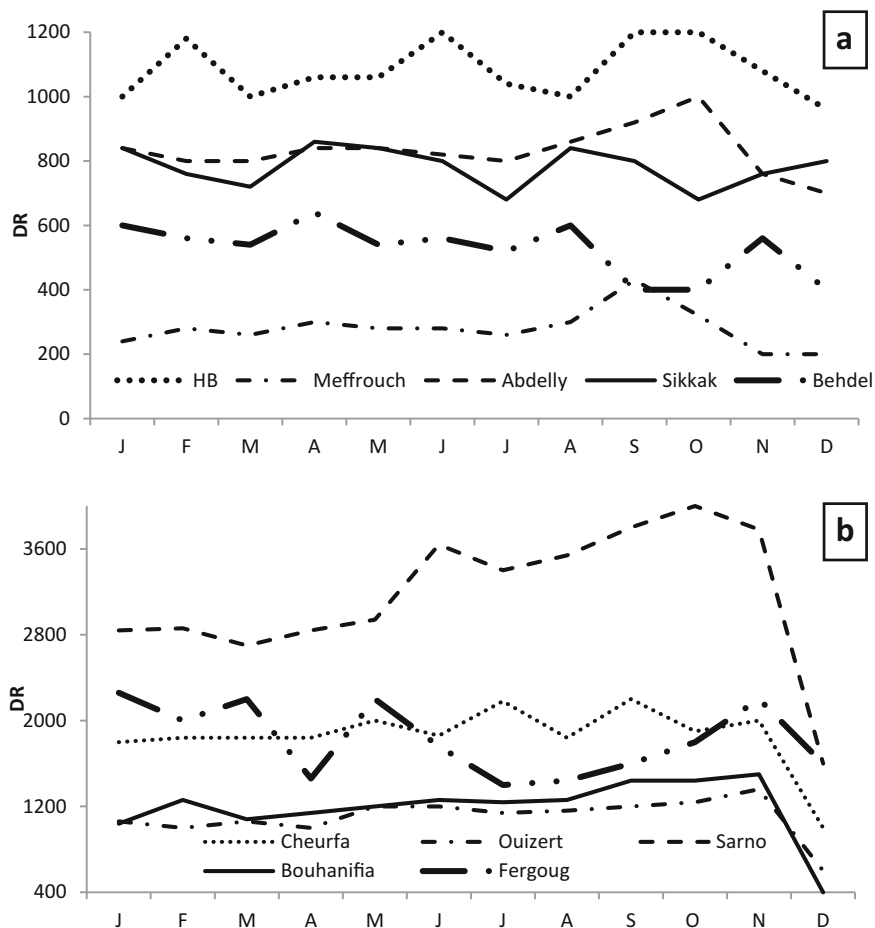 a
1200
1000
800
600
400
200
0
DR
HB Meffrouch Abdelly Sikkak Behdel
J F M A M J J A S O N D
b
3600
2800
2000
1200
400
DR
Cheurfa Ouizert Sarno
Bouhanifia Fergoug
J F M A M J J A S O N D